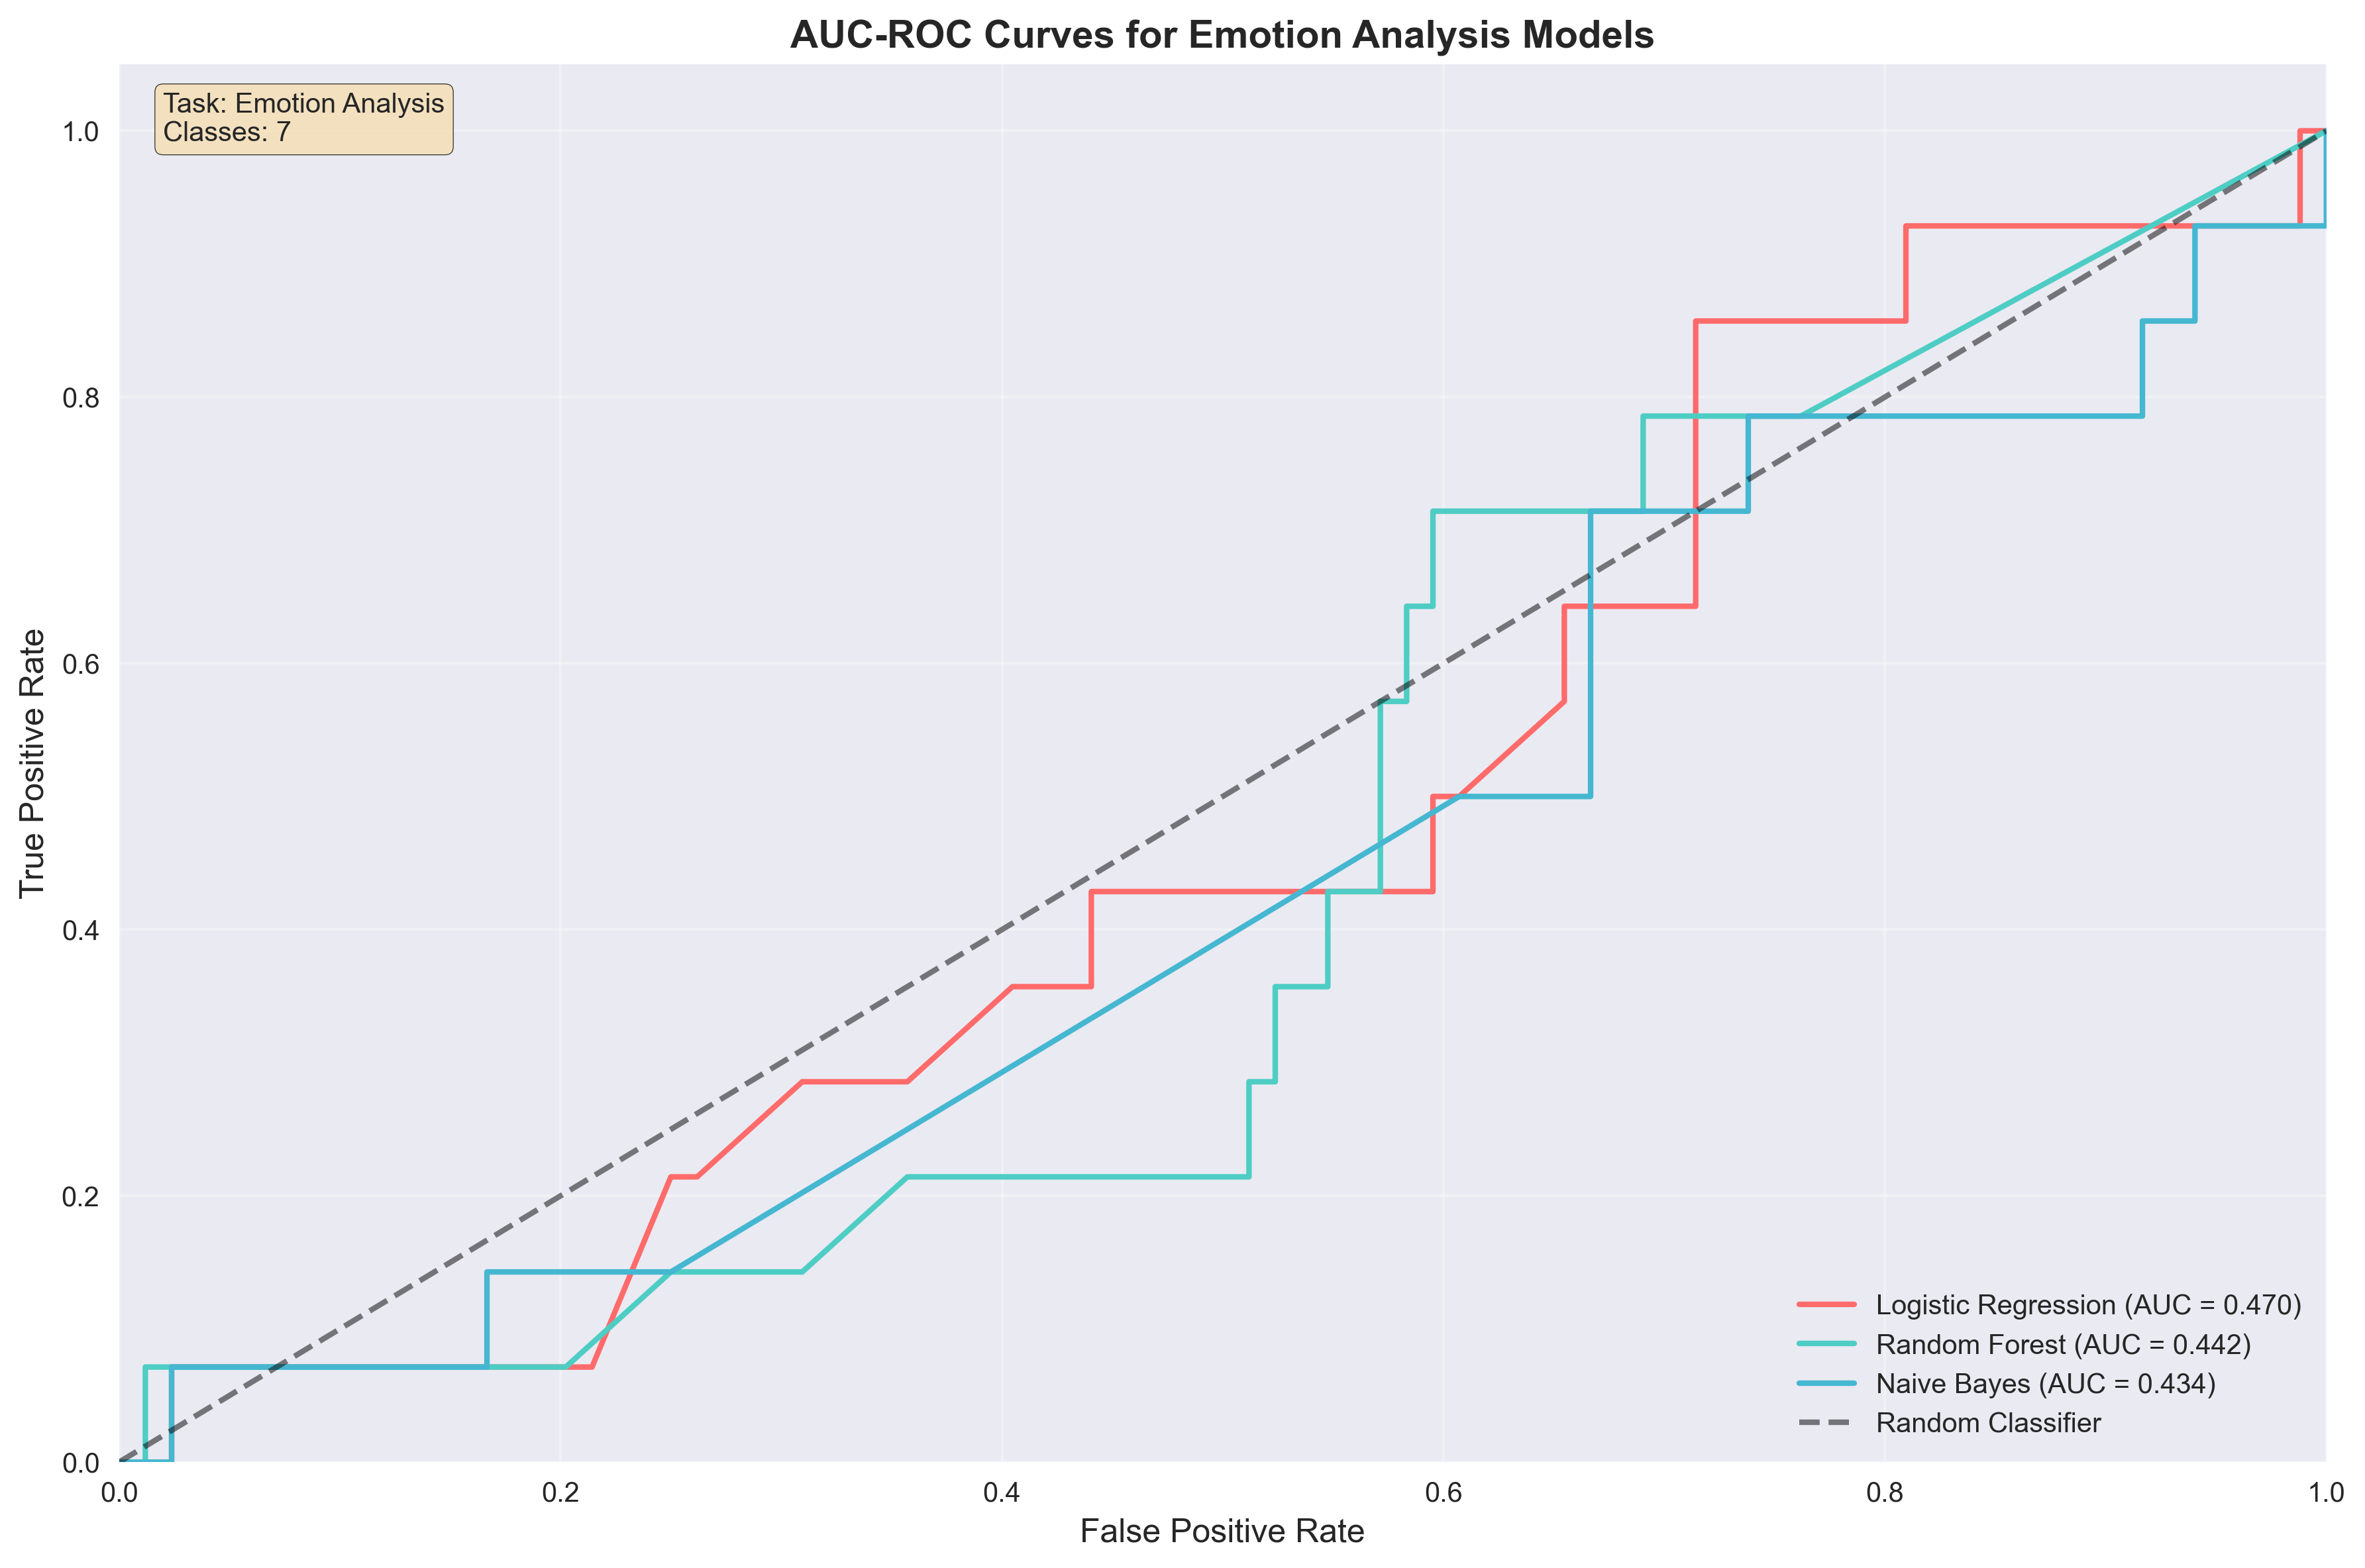 AUC-ROC Curves for Emotion Analysis Models
Task: Emotion Analysis
Classes: 7
True Positive Rate
1.0
0.8
0.6
0.4
0.2
0.0
0.0
0.2
0.4
0.6
0.8
1.0
False Positive Rate
Logistic Regression (AUC = 0.470)
Random Forest (AUC = 0.442)
Naive Bayes (AUC = 0.434)
Random Classifier